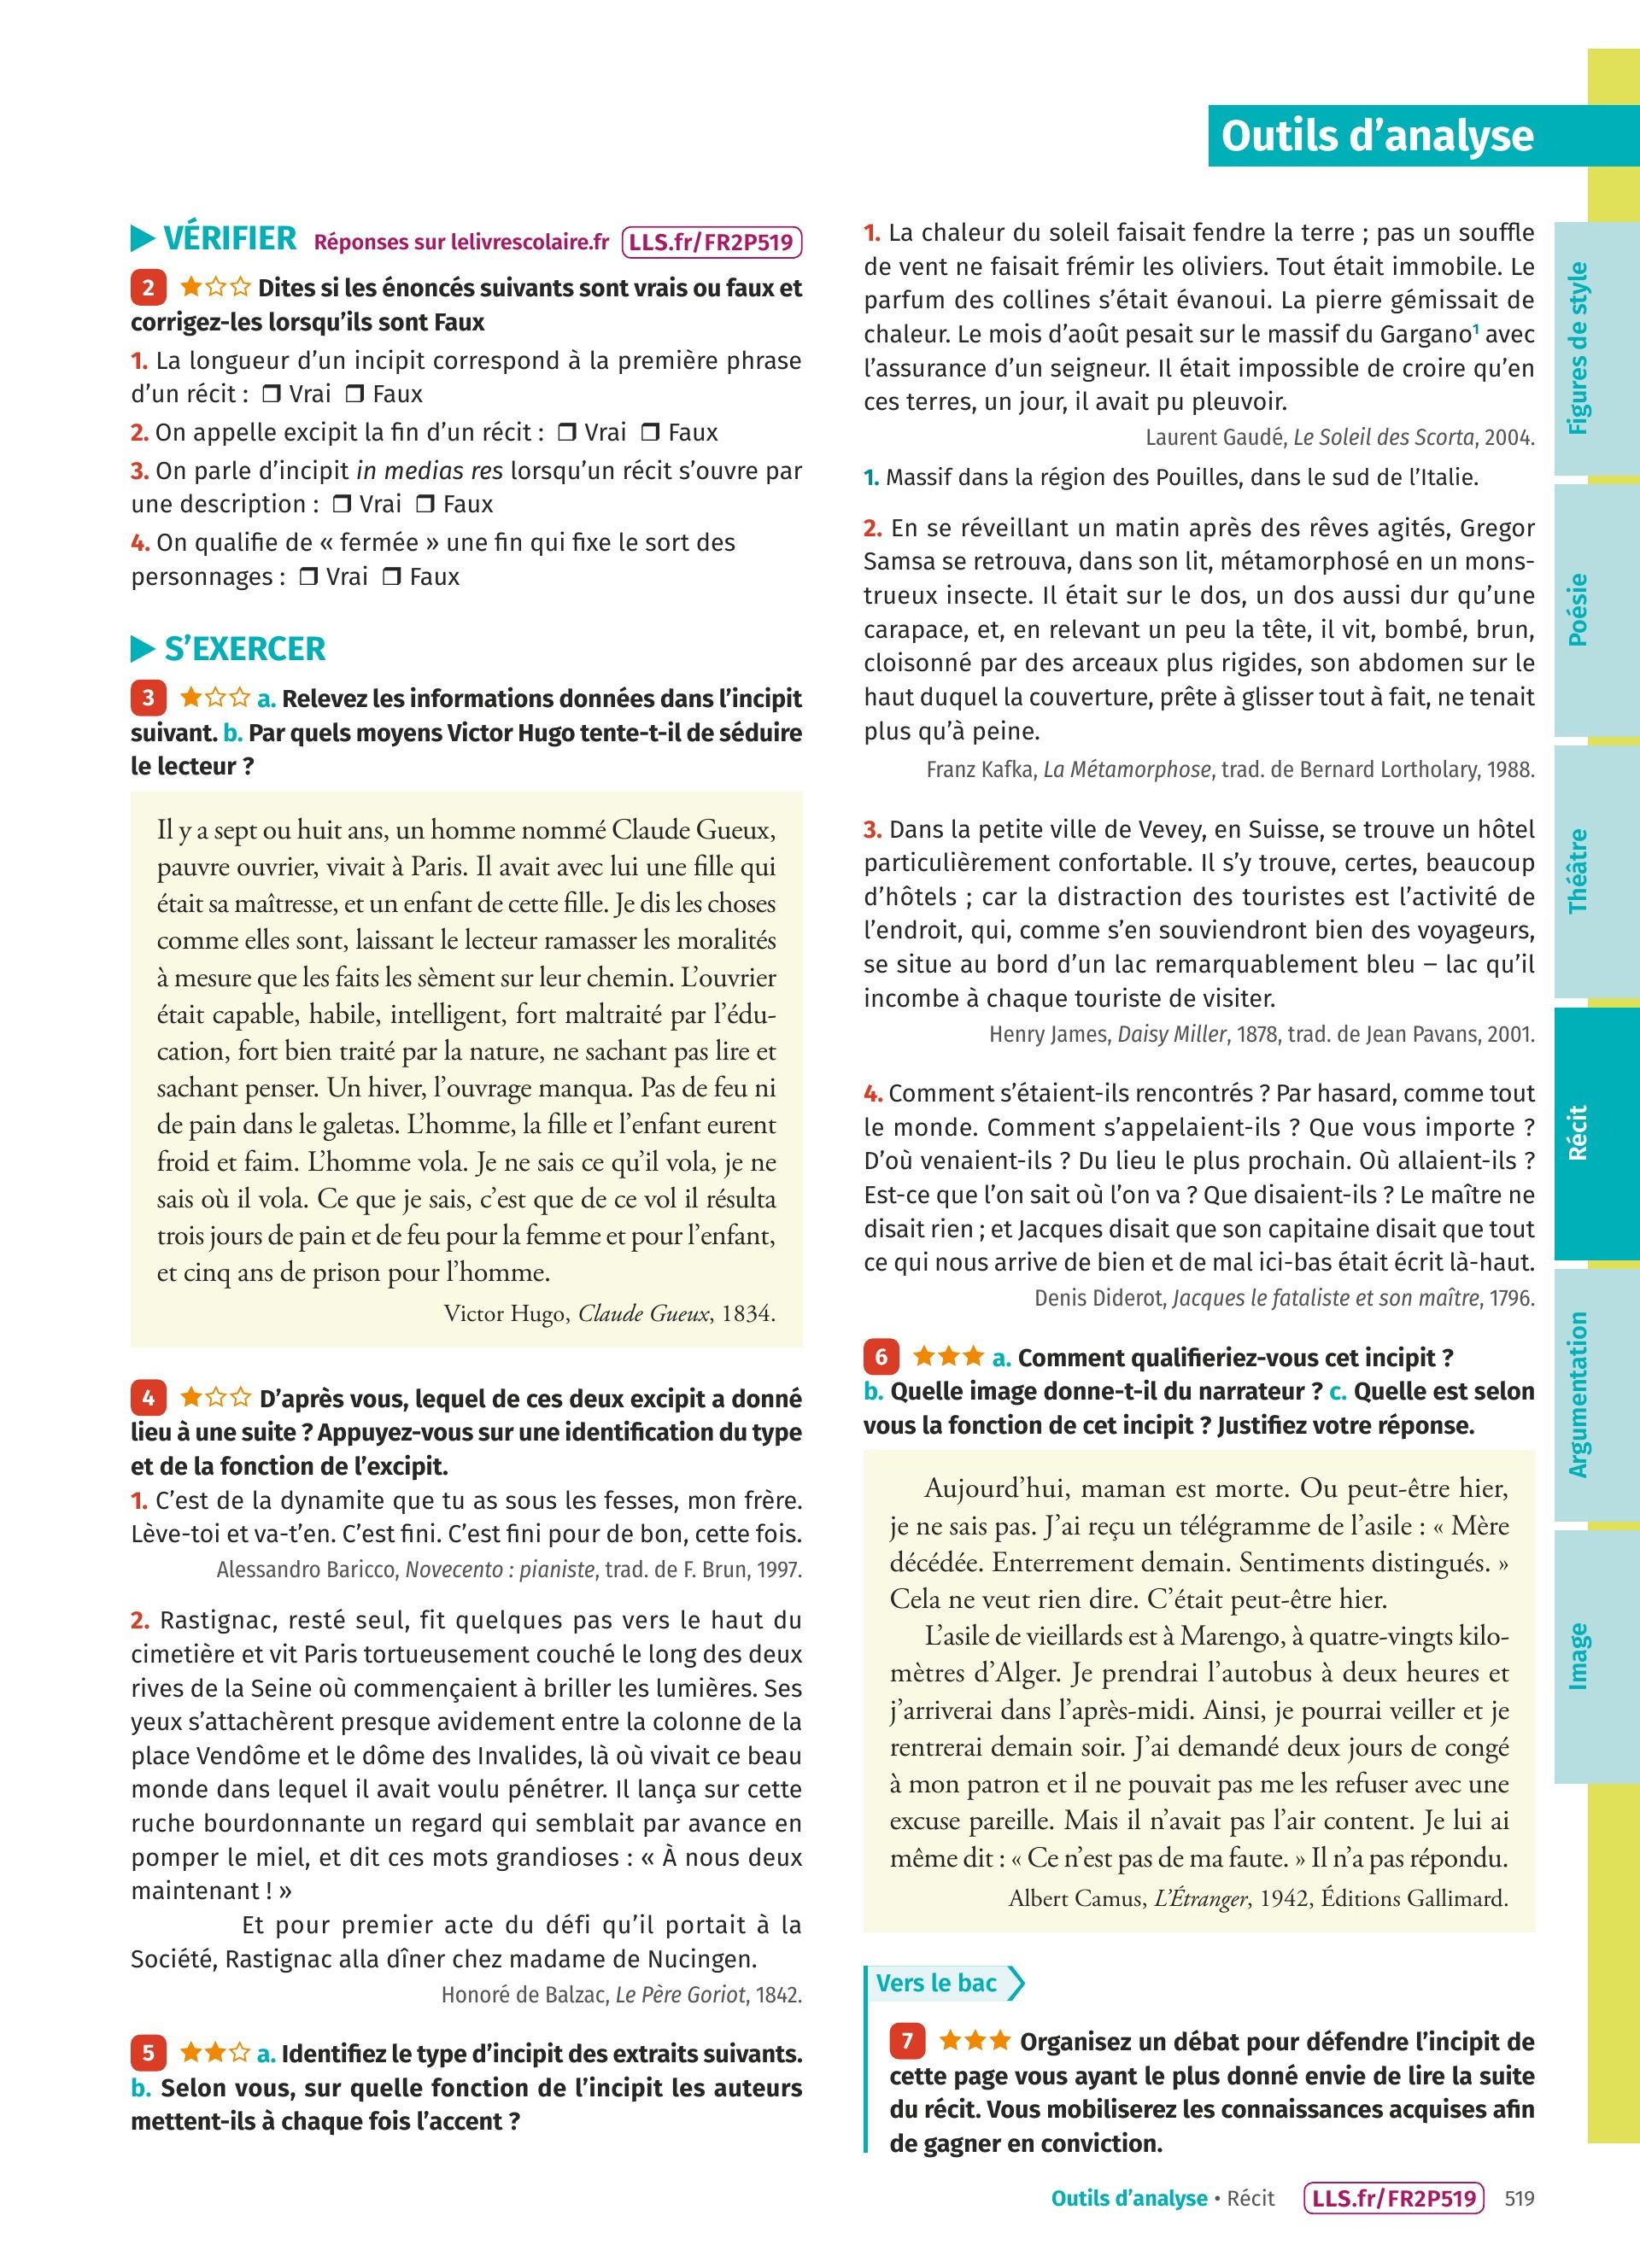 Outils d’analyse
▶ VÉRIFIER Réponses sur lelivrescolaire.fr LLS.fr/FR2P519
2 ★☆☆ Dites si les énoncés suivants sont vrais ou faux et
corrigez-les lorsqu’ils sont Faux
1. La longueur d’un incipit correspond à la première phrase
d’un récit : ❒ Vrai ❒ Faux
2. On appelle excipit la fin d’un récit : ❒ Vrai ❒ Faux
3. On parle d’incipit in medias res lorsqu’un récit s’ouvre par
une description : ❒ Vrai ❒ Faux
4. On qualifie de « fermée » une fin qui fixe le sort des
personnages : ❒ Vrai ❒ Faux
▶ S’EXERCER
3 ★☆☆ a. Relevez les informations données dans l’incipit
suivant. b. Par quels moyens Victor Hugo tente-t-il de séduire
le lecteur ?
Il y a sept ou huit ans, un homme nommé Claude Gueux,
pauvre ouvrier, vivait à Paris. Il avait avec lui une fille qui
était sa maîtresse, et un enfant de cette fille. Je dis les choses
comme elles sont, laissant le lecteur ramasser les moralités
à mesure que les faits les sèment sur leur chemin. L’ouvrier
était capable, habile, intelligent, fort maltraité par l’édu-
cation, fort bien traité par la nature, ne sachant pas lire et
sachant penser. Un hiver, l’ouvrage manqua. Pas de feu ni
de pain dans le galetas. L’homme, la fille et l’enfant eurent
froid et faim. L’homme vola. Je ne sais ce qu’il vola, je ne
sais où il vola. Ce que je sais, c’est que de ce vol il résulta
trois jours de pain et de feu pour la femme et pour l’enfant,
et cinq ans de prison pour l’homme.
Victor Hugo, Claude Gueux, 1834.
4 ★☆☆ D’après vous, lequel de ces deux excipit a donné
lieu à une suite ? Appuyez-vous sur une identification du type
et de la fonction de l’excipit.
1. C’est de la dynamite que tu as sous les fesses, mon frère.
Lève-toi et va-t’en. C’est fini. C’est fini pour de bon, cette fois.
Alessandro Baricco, Novecento : pianiste, trad. de F. Brun, 1997.
2. Rastignac, resté seul, fit quelques pas vers le haut du
cimetière et vit Paris tortueusement couché le long des deux
rives de la Seine où commençaient à briller les lumières. Ses
yeux s’attachèrent presque avidement entre la colonne de la
place Vendôme et le dôme des Invalides, là où vivait ce beau
monde dans lequel il avait voulu pénétrer. Il lança sur cette
ruche bourdonnante un regard qui semblait par avance en
pomper le miel, et dit ces mots grandioses : « À nous deux
maintenant ! »
Et pour premier acte du défi qu’il portait à la
Société, Rastignac alla dîner chez madame de Nucingen.
Honoré de Balzac, Le Père Goriot, 1842.
5 ★★☆ a. Identifiez le type d’incipit des extraits suivants.
b. Selon vous, sur quelle fonction de l’incipit les auteurs
mettent-ils à chaque fois l’accent ?
1. La chaleur du soleil faisait fendre la terre ; pas un souffle
de vent ne faisait frémir les oliviers. Tout était immobile. Le
parfum des collines s’était évanoui. La pierre gémissait de
chaleur. Le mois d’août pesait sur le massif du Gargano¹ avec
l’assurance d’un seigneur. Il était impossible de croire qu’en
ces terres, un jour, il avait pu pleuvoir.
Laurent Gaudé, Le Soleil des Scorta, 2004.
1. Massif dans la région des Pouilles, dans le sud de l’Italie.
2. En se réveillant un matin après des rêves agités, Gregor
Samsa se retrouva, dans son lit, métamorphosé en un mons-
trueux insecte. Il était sur le dos, un dos aussi dur qu’une
carapace, et, en relevant un peu la tête, il vit, bombé, brun,
cloisonné par des arceaux plus rigides, son abdomen sur le
haut duquel la couverture, prête à glisser tout à fait, ne tenait
plus qu’à peine.
Franz Kafka, La Métamorphose, trad. de Bernard Lortholary, 1988.
3. Dans la petite ville de Vevey, en Suisse, se trouve un hôtel
particulièrement confortable. Il s’y trouve, certes, beaucoup
d’hôtels ; car la distraction des touristes est l’activité de
l’endroit, qui, comme s’en souviendront bien des voyageurs,
se situe au bord d’un lac remarquablement bleu – lac qu’il
incombe à chaque touriste de visiter.
Henry James, Daisy Miller, 1878, trad. de Jean Pavans, 2001.
4. Comment s’étaient-ils rencontrés ? Par hasard, comme tout
le monde. Comment s’appelaient-ils ? Que vous importe ?
D’où venaient-ils ? Du lieu le plus prochain. Où allaient-ils ?
Est-ce que l’on sait où l’on va ? Que disaient-ils ? Le maître ne
disait rien ; et Jacques disait que son capitaine disait que tout
ce qui nous arrive de bien et de mal ici-bas était écrit là-haut.
Denis Diderot, Jacques le fataliste et son maître, 1796.
6 ★★★ a. Comment qualifieriez-vous cet incipit ?
b. Quelle image donne-t-il du narrateur ? c. Quelle est selon
vous la fonction de cet incipit ? Justifiez votre réponse.
Aujourd’hui, maman est morte. Ou peut-être hier,
je ne sais pas. J’ai reçu un télégramme de l’asile : « Mère
décédée. Enterrement demain. Sentiments distingués. »
Cela ne veut rien dire. C’était peut-être hier.
L’asile de vieillards est à Marengo, à quatre-vingts kilo-
mètres d’Alger. Je prendrai l’autobus à deux heures et
j’arriverai dans l’après-midi. Ainsi, je pourrai veiller et je
rentrerai demain soir. J’ai demandé deux jours de congé
à mon patron et il ne pouvait pas me les refuser avec une
excuse pareille. Mais il n’avait pas l’air content. Je lui ai
même dit : « Ce n’est pas de ma faute. » Il n’a pas répondu.
Albert Camus, L’Étranger, 1942, Éditions Gallimard.
Vers le bac
7 ★★★ Organisez un débat pour défendre l’incipit de
cette page vous ayant le plus donné envie de lire la suite
du récit. Vous mobiliserez les connaissances acquises afin
de gagner en conviction.
Figures de style
Poésie
Théâtre
Récit
Argumentation
Image
Outils d’analyse • Récit LLS.fr/FR2P519 519